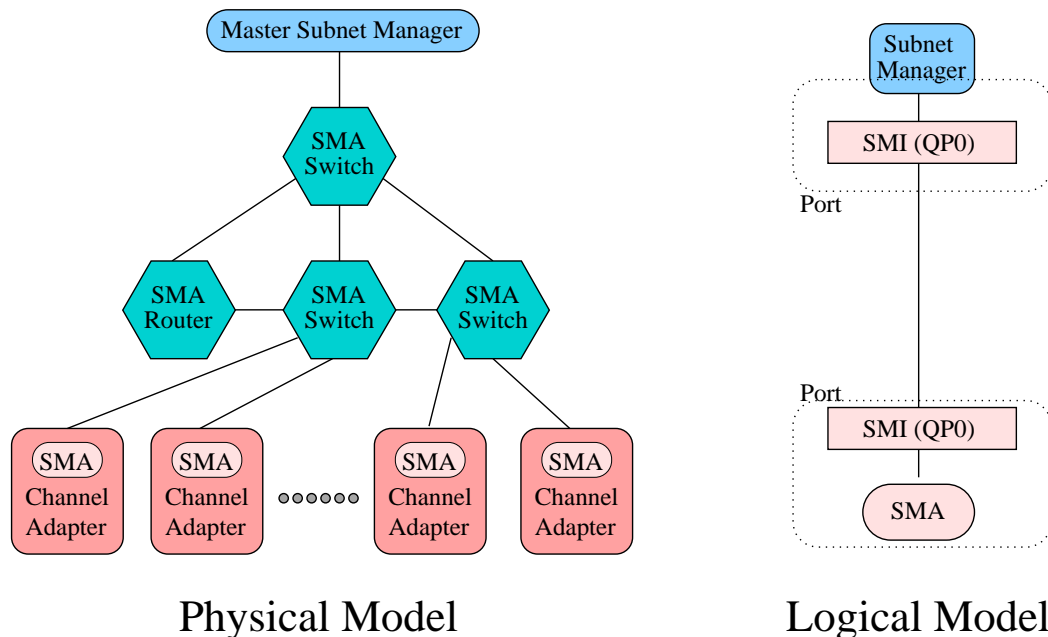 Master Subnet Manager
SMA
Switch
SMA
Router
SMA
Switch
SMA
Switch
SMA
Channel
Adapter
SMA
Channel
Adapter
SMA
Channel
Adapter
SMA
Channel
Adapter
Physical Model
Subnet
Manager
SMI (QP0)
Port
Port
SMI (QP0)
SMA
Logical Model